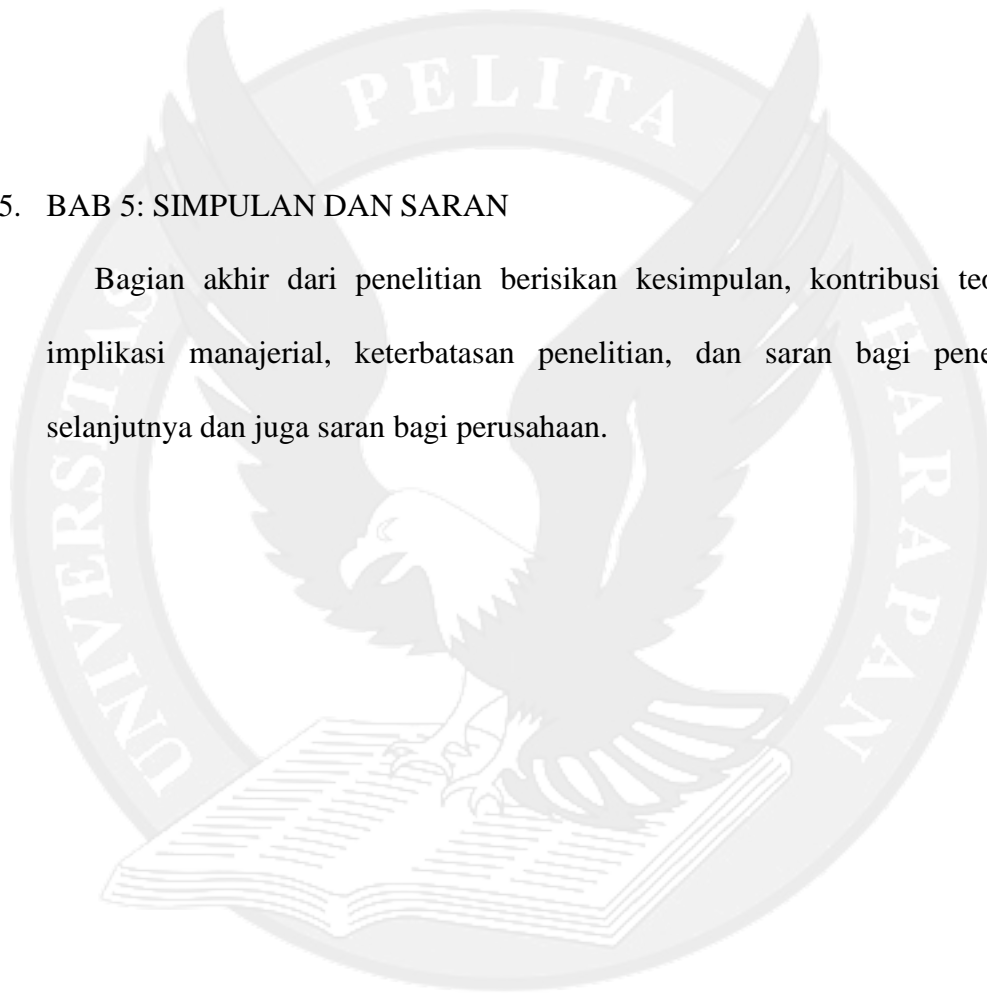 PELITA
5. BAB 5: SIMPULAN DAN SARAN
Bagian akhir dari penelitian berisikan kesimpulan, kontribusi
implikasi manajerial, keterbatasan penelitian, dan saran bagi
selanjutnya dan juga saran bagi perusahaan.
UNIVERSITAS
HARAPAN